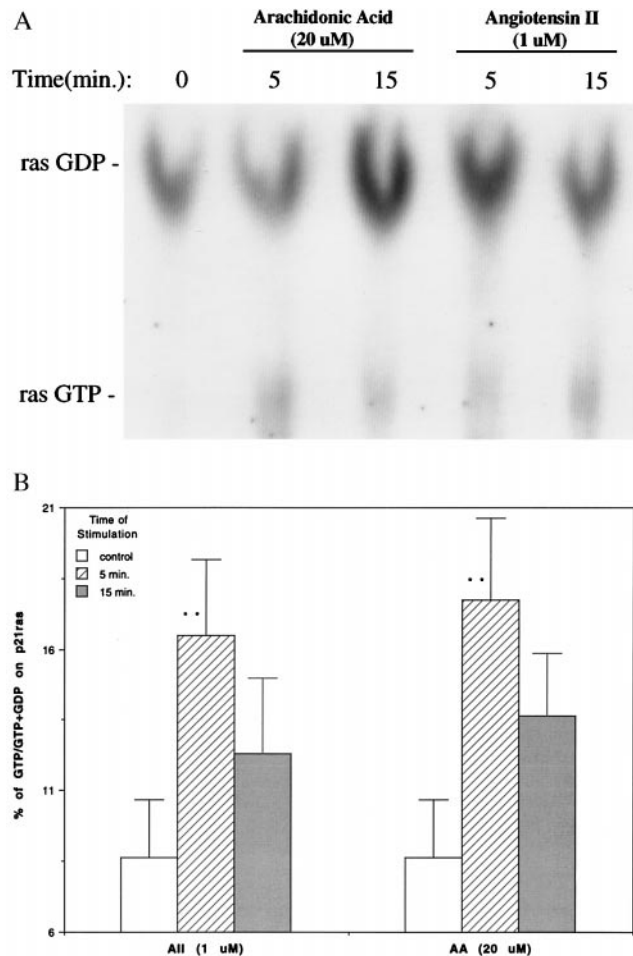 A
Arachidonic Acid
(20 uM)
Angiotensin II
(1 uM)
Time(min.): 0 5 15 5 15
ras GDP -
ras GTP -
B
21
16
11
6
% of GTP/GTP+GDP on p21ras
Time of
Stimulation
control
5 min.
15 min.
**
**
AII (1 uM)
AA (20 uM)